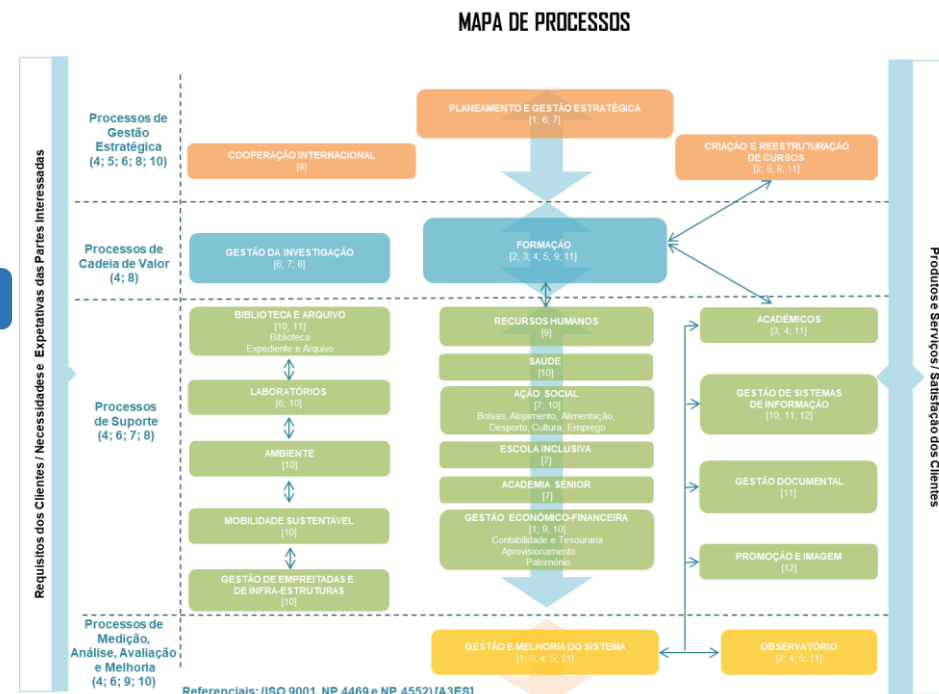 MAPA DE PROCESSOS
Requisitos dos Clientes / Necessidades e Expetativas das Partes Interessadas
Processos de
Gestão
Estratégica
(4; 5; 6; 8; 10)
PLANEAMENTO E GESTÃO ESTRATÉGICA
[1; 6, 7]
COOPERAÇÃO INTERNACIONAL
[8]
CRIAÇÃO E REESTRUTURAÇÃO
DE CURSOS
[2; 5, 8; 11]
Processos de
Cadeia de Valor
(4; 8)
GESTÃO DA INVESTIGAÇÃO
[6; 7; 8]
FORMAÇÃO
[2; 3; 4; 5; 9; 11]
Processos
de Suporte
(4; 6; 7; 8)
BIBLIOTECA E ARQUIVO
[10, 11]
Biblioteca
Expediente e Arquivo
LABORATÓRIOS
[6, 10]
AMBIENTE
[10]
MOBILIDADE SUSTENTÁVEL
[10]
GESTÃO DE EMPREITADAS E
DE INFRA-ESTRUTURAS
[10]
RECURSOS HUMANOS
[9]
SAÚDE
[10]
AÇÃO SOCIAL
[7; 10]
Bolsas, Alojamento, Alimentação,
Desporto, Cultura, Emprego
ESCOLA INCLUSIVA
[7]
ACADEMIA SÉNIOR
[7]
GESTÃO ECONÓMICO-FINANCEIRA
[1; 9; 10]
Contabilidade e Tesouraria
Aprovisionamento
Património
ACADÉMICOS
[3; 4; 11]
GESTÃO DE SISTEMAS
DE INFORMAÇÃO
[10; 11; 12]
GESTÃO DOCUMENTAL
[11]
PROMOÇÃO E IMAGEM
[12]
Processos de
Medição,
Análise, Avaliação
e Melhoria
(4; 6; 9; 10)
GESTÃO E MELHORIA DO SISTEMA
[1; 3; 4; 5, 11]
OBSERVATÓRIO
[2; 4; 5; 11]
Produtos e Serviços / Satisfação dos Clientes
Referenciais: (ISO 9001, NP 4469 e NP 4552) [A3ES]